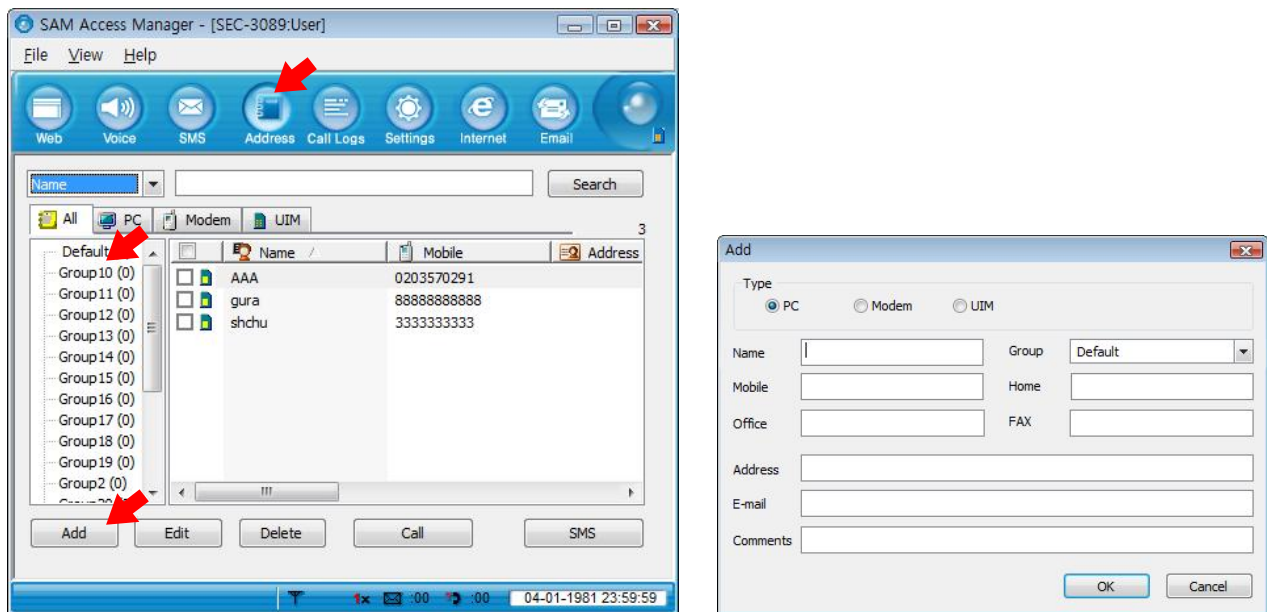 SAM Access Manager - [SEC-3089:User]
File View Help
Web Voice SMS Address Call Logs Settings Internet Email
Name Search
All PC Modem UIM
3
Default
Group10 (0)
Group11 (0)
Group12 (0)
Group13 (0)
Group14 (0)
Group15 (0)
Group16 (0)
Group17 (0)
Group18 (0)
Group19 (0)
Group2 (0)
Name / Mobile Address
AAA 0203570291
gura 88888888888
shchu 3333333333
Add Edit Delete Call SMS
1x :00 :00 04-01-1981 23:59:59
Add
Type
PC Modem UIM
Name Group Default
Mobile Home
Office FAX
Address
E-mail
Comments
OK Cancel